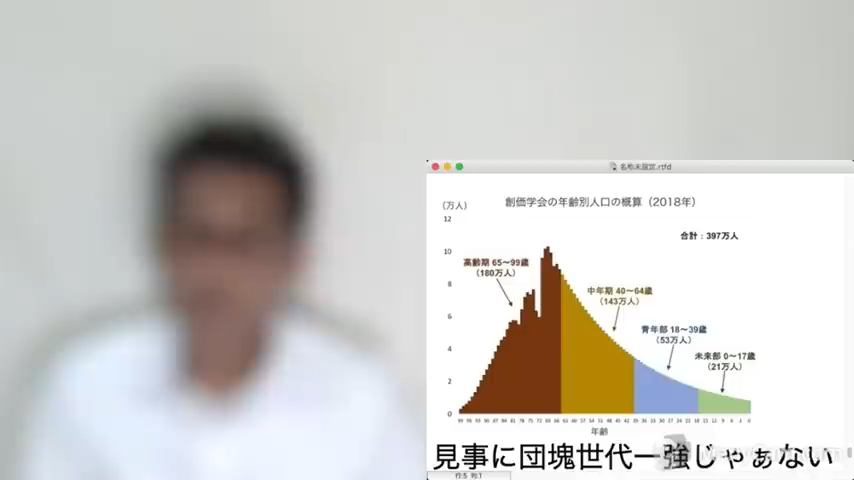 名称未設定.rtfd
創価学会の年齢別人口の概算（2018年）
（万人）
12
10
8
6
4
2
0
合計：397万人
高齢期 65〜99歳
（180万人）
中年期 40〜64歳
（143万人）
青年部 18〜39歳
（53万人）
未来部 0〜17歳
（21万人）
年齢
見事に団塊世代一強じゃぁない